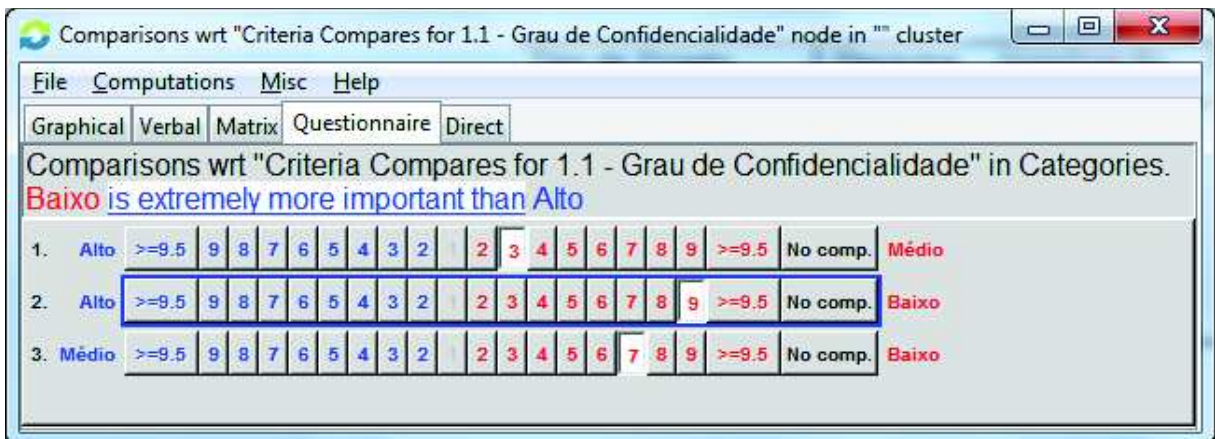 Comparisons wrt "Criteria Compares for 1.1 - Grau de Confidencialidade" node in "" cluster
File Computations Misc Help
Graphical Verbal Matrix Questionnaire Direct
Comparisons wrt "Criteria Compares for 1.1 - Grau de Confidencialidade" in Categories.
Baixo is extremely more important than Alto
1. Alto >=9.5 9 8 7 6 5 4 3 2 1 2 3 4 5 6 7 8 9 >=9.5 No comp. Médio
2. Alto >=9.5 9 8 7 6 5 4 3 2 1 2 3 4 5 6 7 8 9 >=9.5 No comp. Baixo
3. Médio >=9.5 9 8 7 6 5 4 3 2 1 2 3 4 5 6 7 8 9 >=9.5 No comp. Baixo